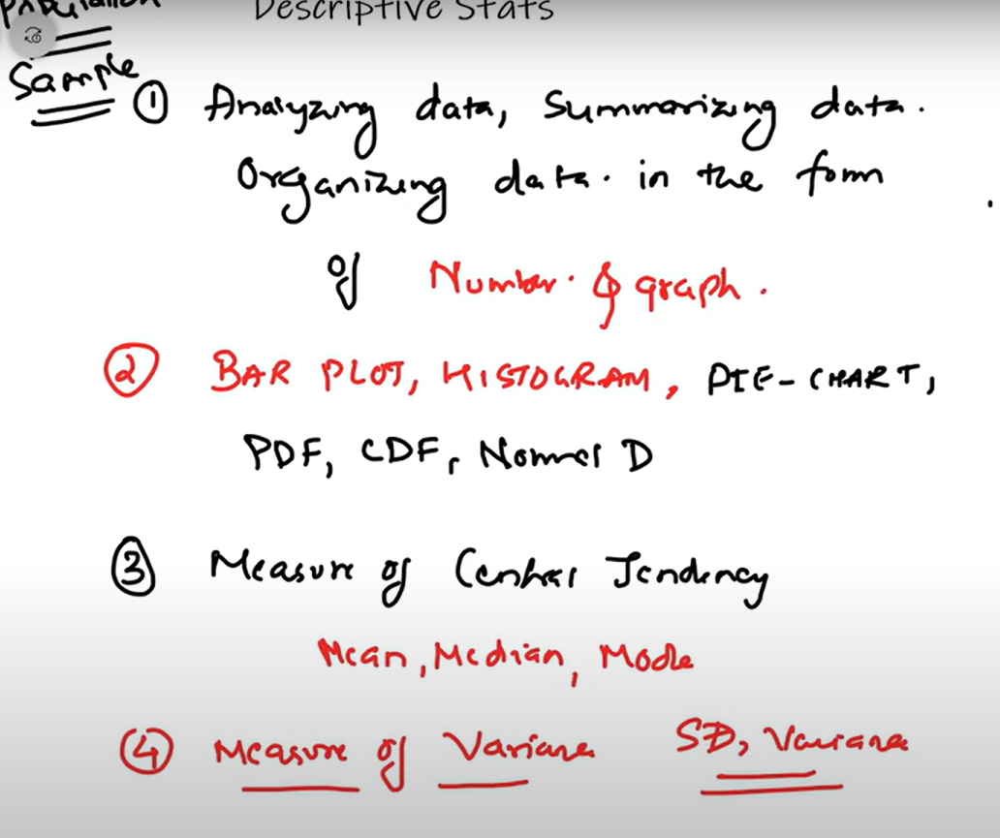 Population
Descriptive Stats
Sample
① Analyzing data, Summarizing data.
Organizing data. in the form
of Number. & graph.
② BAR PLOT, HISTOGRAM, PIE-CHART,
PDF, CDF, Normal D
③ Measure of Central Tendency
Mean, Median, Mode
④ Measure of Variance SD, Variance